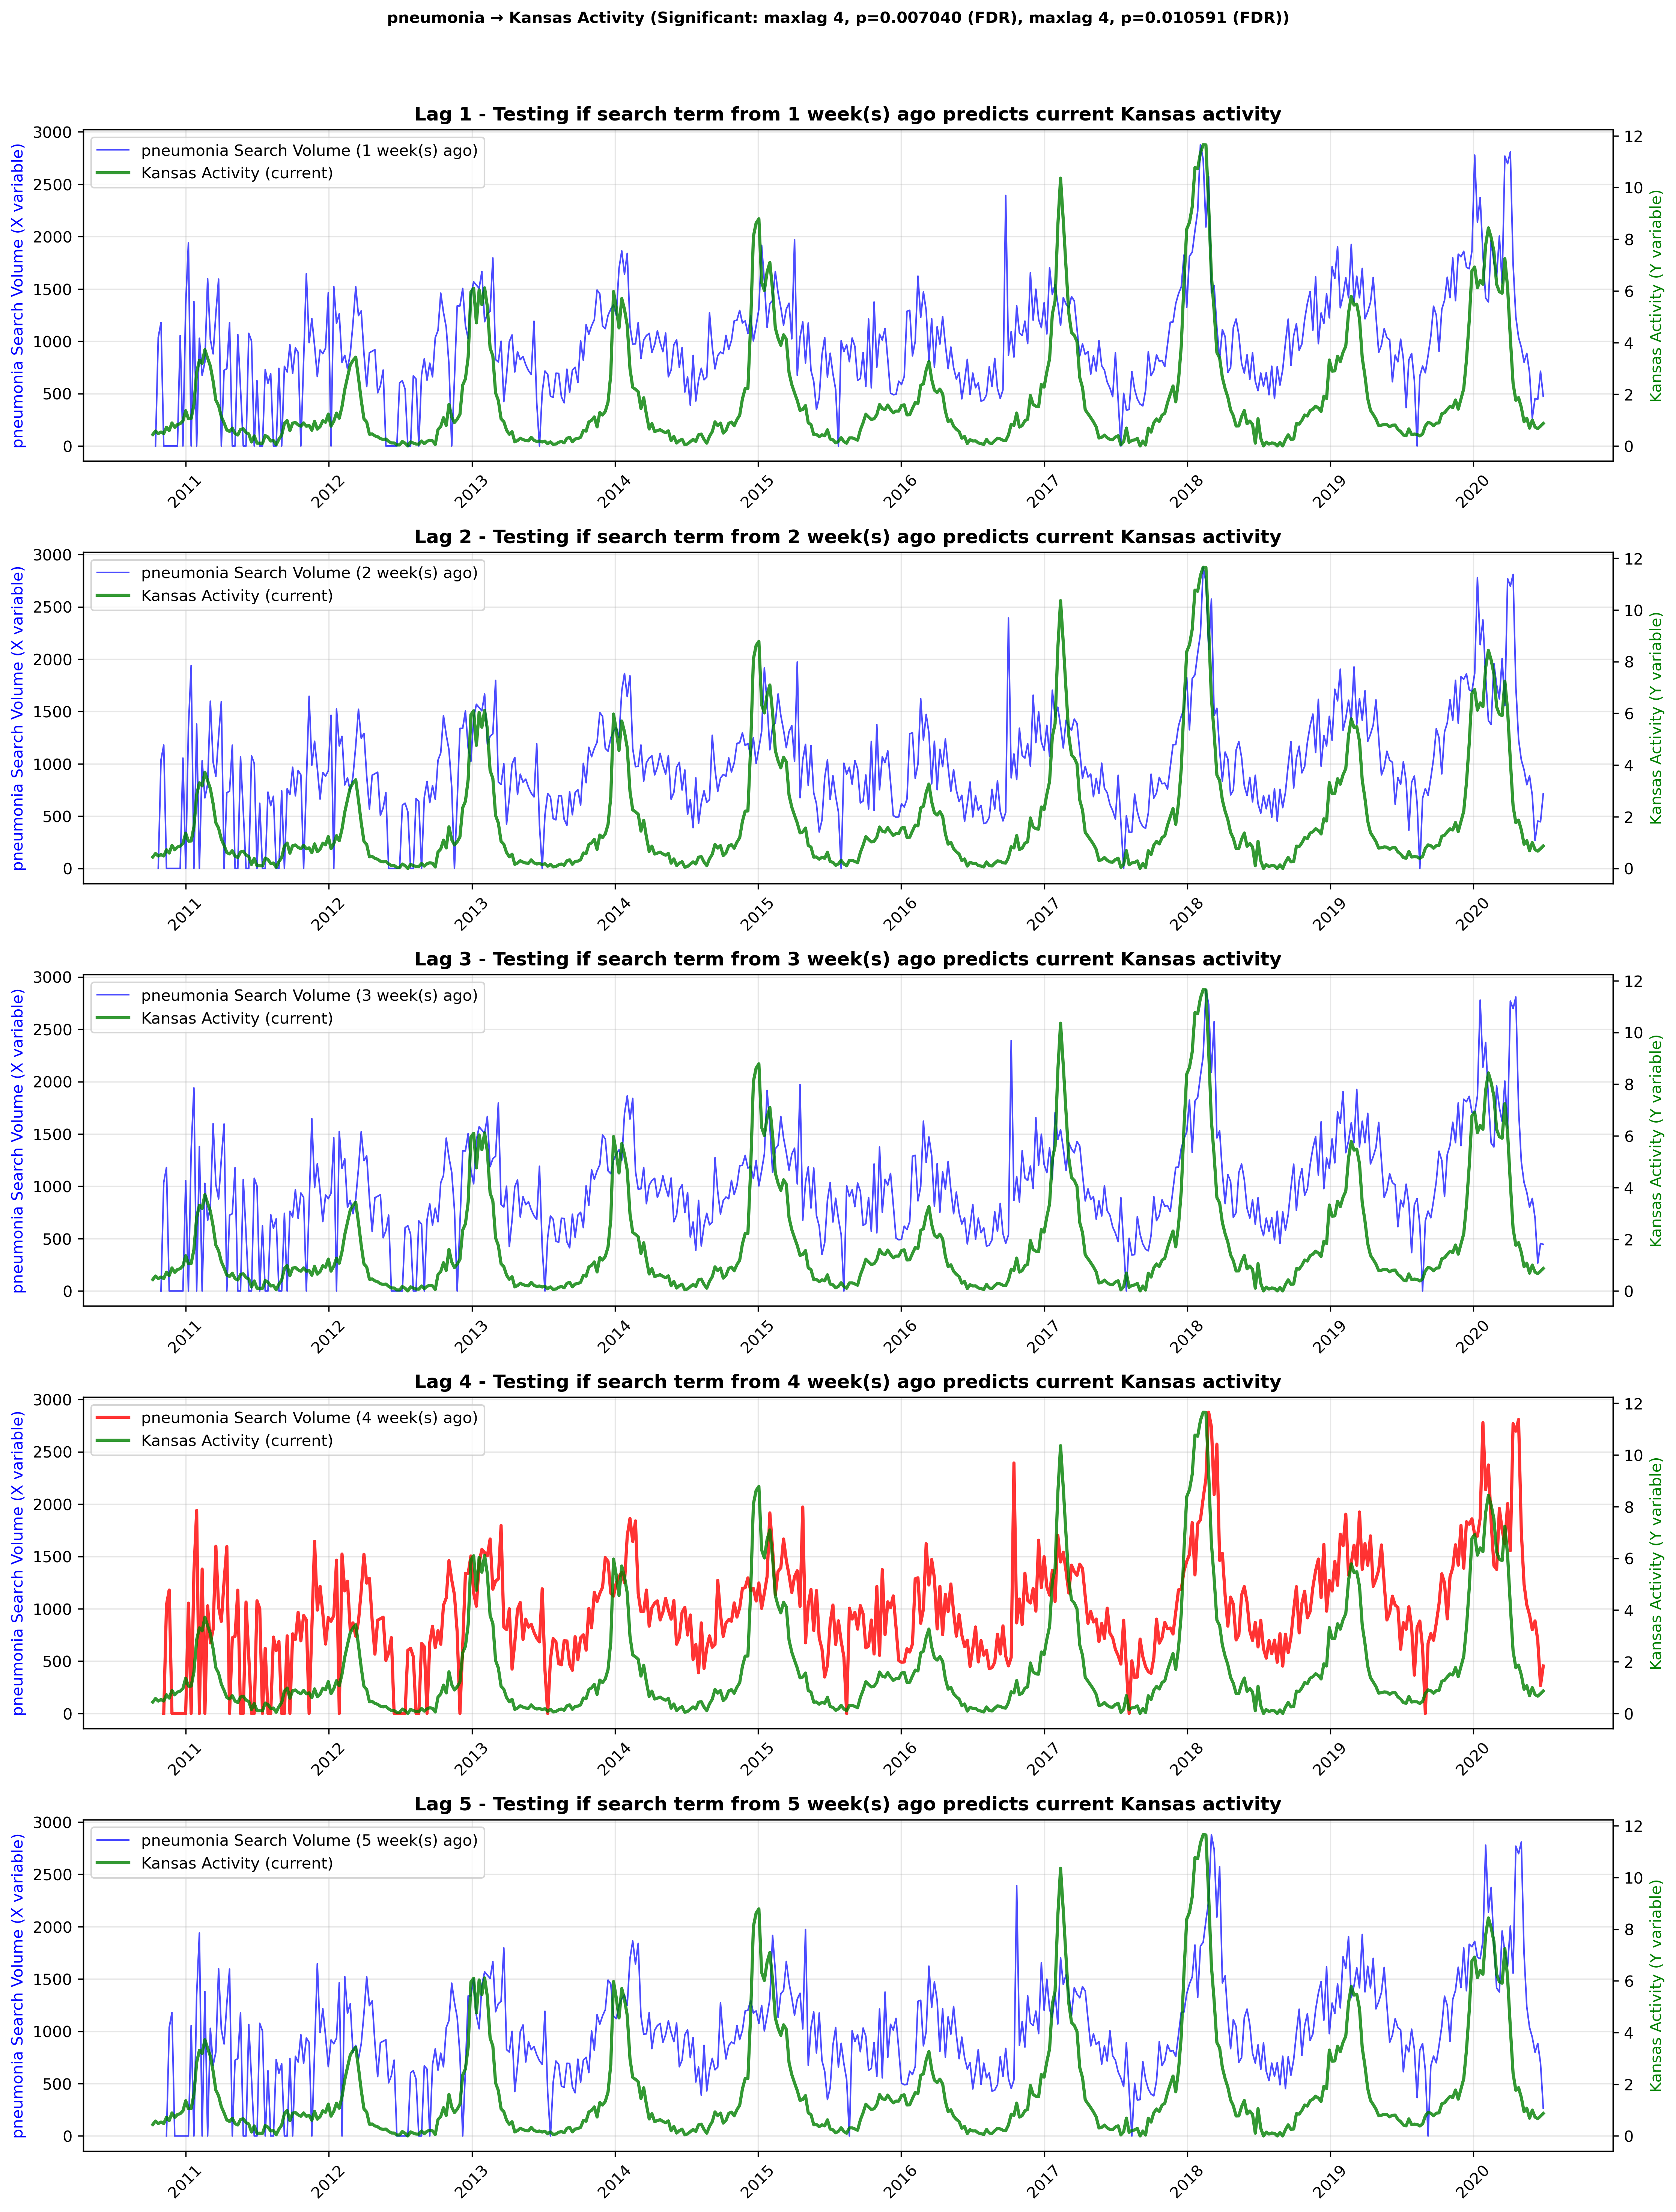 pneumonia → Kansas Activity (Significant: maxlag 4, p=0.007040 (FDR), maxlag 4, p=0.010591 (FDR))
Lag 1 - Testing if search term from 1 week(s) ago predicts current Kansas activity
pneumonia Search Volume (1 week(s) ago)
Kansas Activity (current)
pneumonia Search Volume (X variable)
3000
2500
2000
1500
1000
500
0
12
10
8
6
4
2
0
Kansas Activity (Y variable)
2011 2012 2013 2014 2015 2016 2017 2018 2019 2020
Lag 2 - Testing if search term from 2 week(s) ago predicts current Kansas activity
pneumonia Search Volume (2 week(s) ago)
Kansas Activity (current)
pneumonia Search Volume (X variable)
3000
2500
2000
1500
1000
500
0
12
10
8
6
4
2
0
Kansas Activity (Y variable)
2011 2012 2013 2014 2015 2016 2017 2018 2019 2020
Lag 3 - Testing if search term from 3 week(s) ago predicts current Kansas activity
pneumonia Search Volume (3 week(s) ago)
Kansas Activity (current)
pneumonia Search Volume (X variable)
3000
2500
2000
1500
1000
500
0
12
10
8
6
4
2
0
Kansas Activity (Y variable)
2011 2012 2013 2014 2015 2016 2017 2018 2019 2020
Lag 4 - Testing if search term from 4 week(s) ago predicts current Kansas activity
pneumonia Search Volume (4 week(s) ago)
Kansas Activity (current)
pneumonia Search Volume (X variable)
3000
2500
2000
1500
1000
500
0
12
10
8
6
4
2
0
Kansas Activity (Y variable)
2011 2012 2013 2014 2015 2016 2017 2018 2019 2020
Lag 5 - Testing if search term from 5 week(s) ago predicts current Kansas activity
pneumonia Search Volume (5 week(s) ago)
Kansas Activity (current)
pneumonia Search Volume (X variable)
3000
2500
2000
1500
1000
500
0
12
10
8
6
4
2
0
Kansas Activity (Y variable)
2011 2012 2013 2014 2015 2016 2017 2018 2019 2020